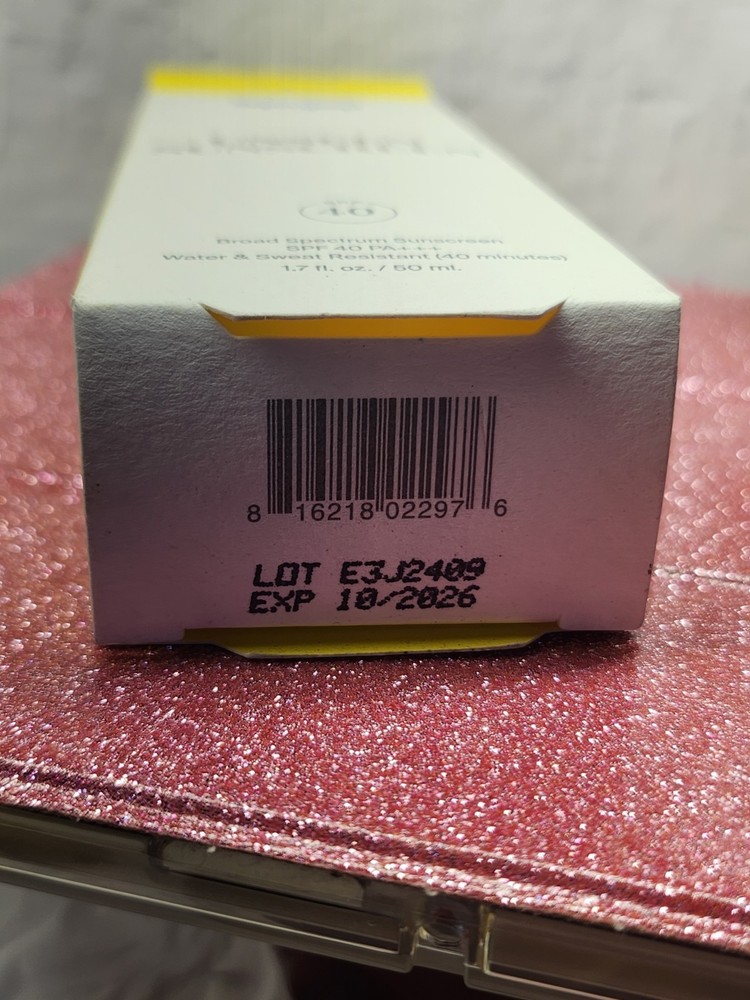 40
Broad Spectrum Sunscreen
SPF 40 PA+++
Water & Sweat Resistant (40 minutes)
1.7 fl. oz. / 50 ml.
8 16218 02297 6
LOT E3J2409
EXP 10/2026